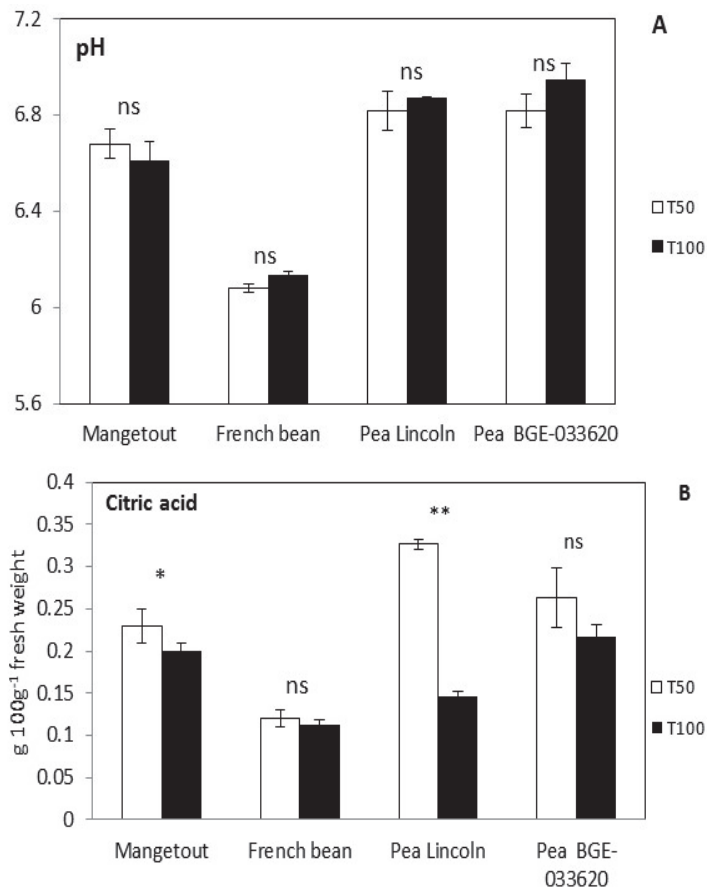 7.2
6.8
6.4
6
5.6
pH
A
ns
ns
ns
ns
T50
T100
Mangetout
French bean
Pea Lincoln
Pea BGE-033620
0.4
0.35
0.3
0.25
0.2
0.15
0.1
0.05
0
g 100g⁻¹ fresh weight
Citric acid
B
*
ns
**
ns
T50
T100
Mangetout
French bean
Pea Lincoln
Pea BGE-
033620